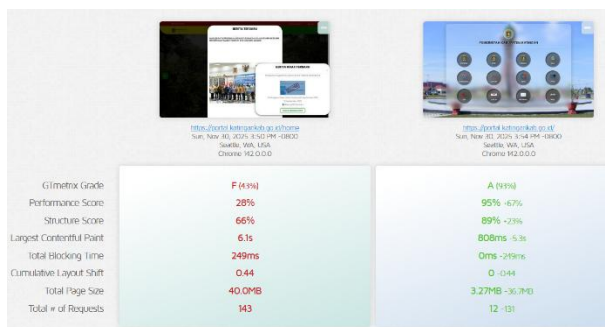 https://portal.katingankab.go.id/home
Sun, Nov 30, 2025 3:50 PM -0800
Seattle, WA, USA
Chrome 142.0.0.0
https://portal.katingankab.go.id/
Sun, Nov 30, 2025 3:54 PM -0800
Seattle, WA, USA
Chrome 142.0.0.0
GTmetrix Grade F (43%) A (93%)
Performance Score 28% 95% +67%
Structure Score 66% 89% +23%
Largest Contentful Paint 6.1s 808ms -5.3s
Total Blocking Time 249ms 0ms -249ms
Cumulative Layout Shift 0.44 0 -0.44
Total Page Size 40.0MB 3.27MB -36.7MB
Total # of Requests 143 12 -131